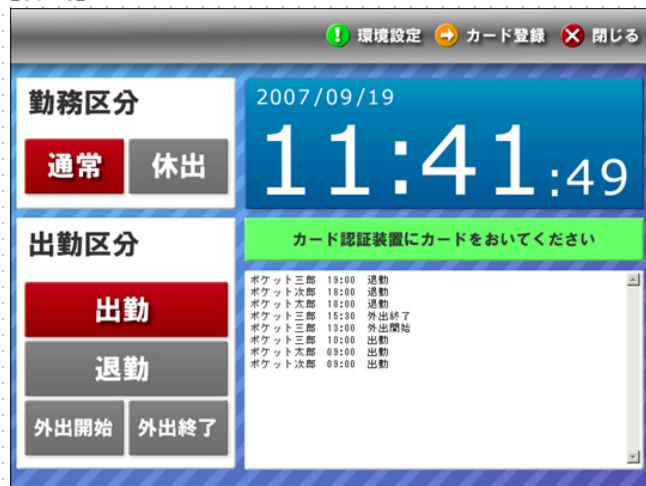 環境設定 カード登録 閉じる
勤務区分
通常 休出
2007/09/19
11:41:49
出勤区分
出勤
退勤
外出開始 外出終了
カード認証装置にカードをおいてください
ポケット三郎 19:00 退勤
ポケット次郎 18:00 退勤
ポケット太郎 18:00 退勤
ポケット三郎 15:30 外出終了
ポケット三郎 13:00 外出開始
ポケット三郎 10:00 出勤
ポケット太郎 09:00 出勤
ポケット次郎 09:00 出勤